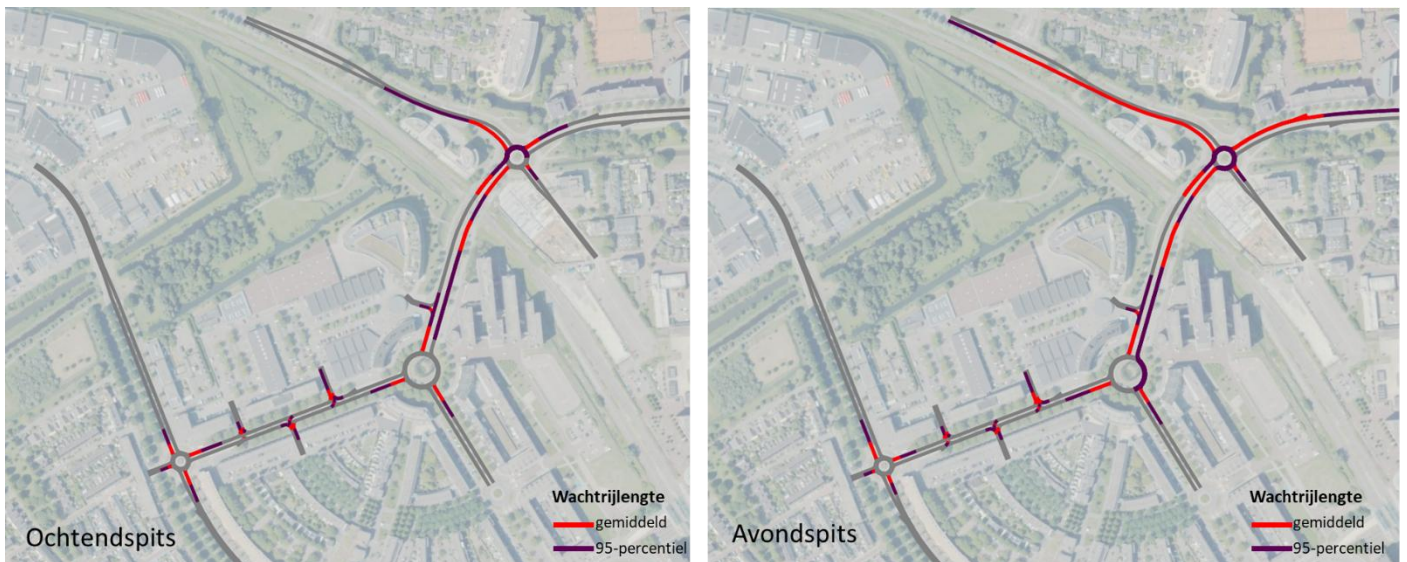 Ochtendspits
Wachtrijlengte
gemiddeld
95-percentiel
Avondspits
Wachtrijlengte
gemiddeld
95-percentiel